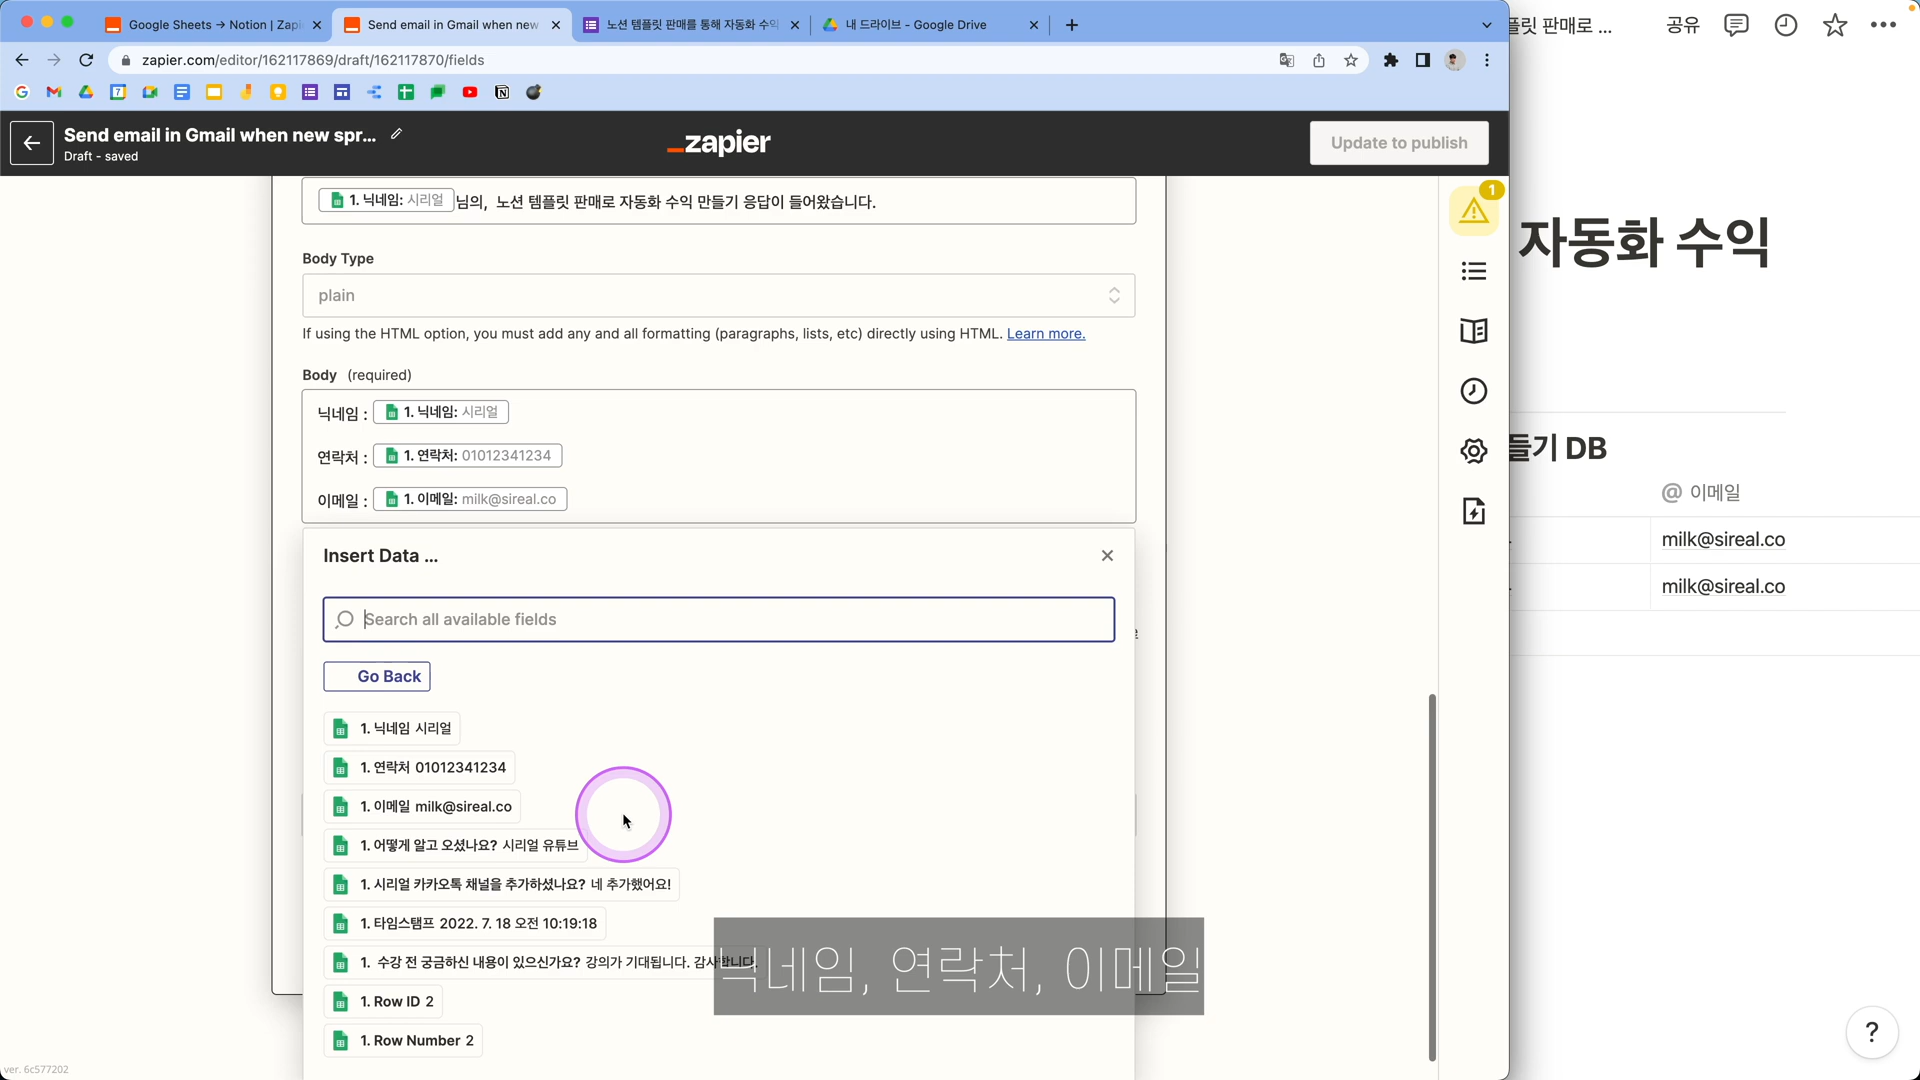 Google Sheets → Notion | Zapi
Send email in Gmail when new
노션 템플릿 판매를 통해 자동화 수익
내 드라이브 - Google Drive
플릿 판매로 ...
공유
zapier.com/editor/162117869/draft/162117870/fields
Send email in Gmail when new spr...
Draft - saved
_zapier
Update to publish
1. 닉네임: 시리얼 님의, 노션 템플릿 판매로 자동화 수익 만들기 응답이 들어왔습니다.
1
자동화 수익
Body Type
plain
If using the HTML option, you must add any and all formatting (paragraphs, lists, etc) directly using HTML. Learn more.
Body (required)
닉네임 : 1. 닉네임: 시리얼
연락처 : 1. 연락처: 01012341234
이메일 : 1. 이메일: milk@sireal.co
들기 DB
@ 이메일
milk@sireal.co
milk@sireal.co
Insert Data ...
Search all available fields
Go Back
1. 닉네임 시리얼
1. 연락처 01012341234
1. 이메일 milk@sireal.co
1. 어떻게 알고 오셨나요? 시리얼 유튜브
1. 시리얼 카카오톡 채널을 추가하셨나요? 네 추가했어요!
1. 타임스탬프 2022. 7. 18 오전 10:19:18
1. 수강 전 궁금하신 내용이 있으신가요? 강의가 기대됩니다. 감사합니다.
닉네임, 연락처, 이메일
1. Row ID 2
1. Row Number 2
?
ver. 6c577202